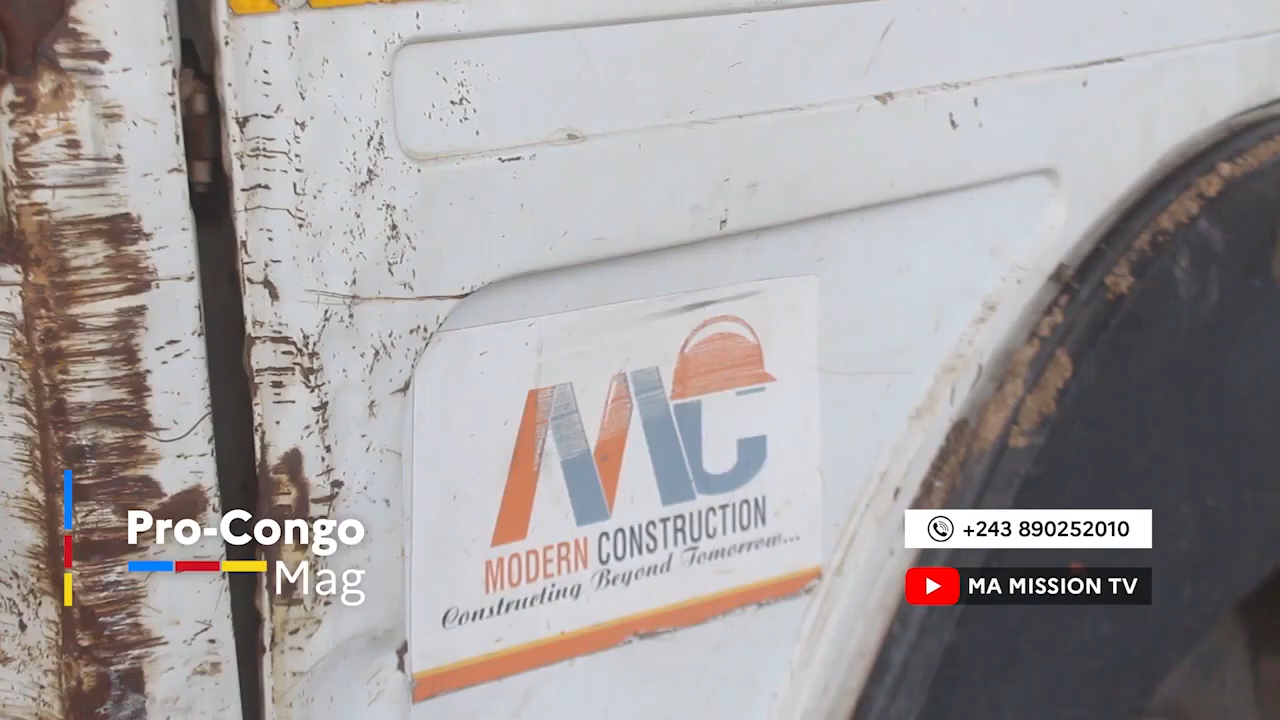 MC
MODERN CONSTRUCTION
Constructing Beyond Tomorrow...
Pro-Congo
Mag
+243 890252010
MA MISSION TV